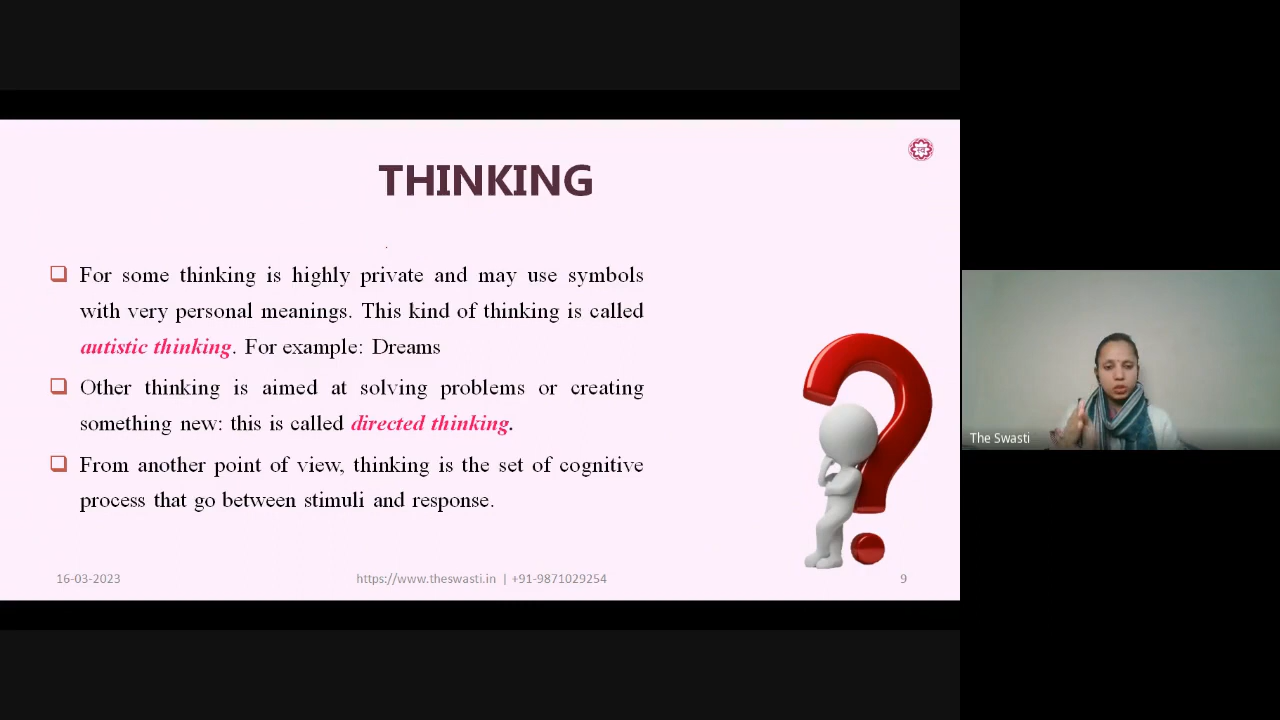 THINKING
For some thinking is highly private and may use symbols
with very personal meanings. This kind of thinking is called
autistic thinking. For example: Dreams
Other thinking is aimed at solving problems or creating
something new: this is called directed thinking.
From another point of view, thinking is the set of cognitive
process that go between stimuli and response.
16-03-2023
https://www.theswasti.in | +91-9871029254
9
The Swasti